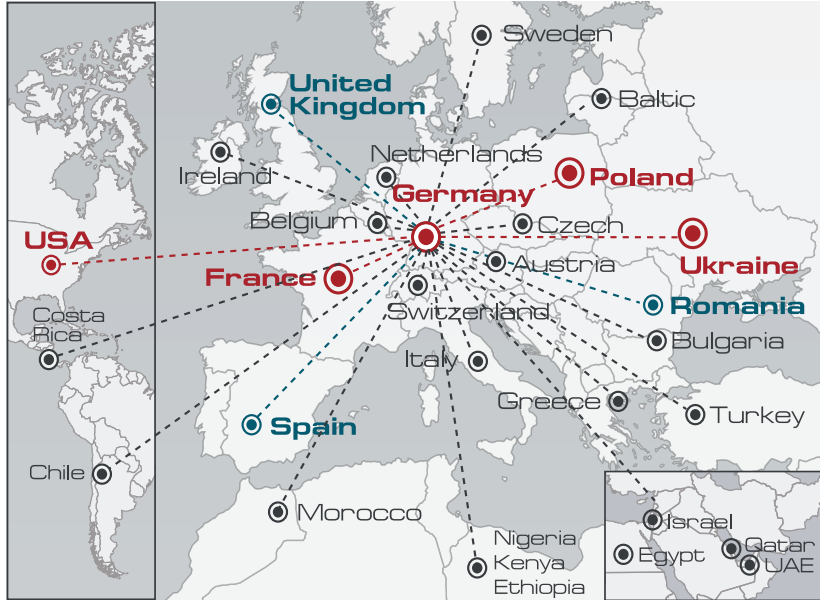 Sweden
United
Kingdom
Baltic
Ireland
Netherlands
Poland
Germany
Belgium
Czech
USA
Ukraine
France
Austria
Switzerland
Romania
Costa
Rica
Bulgaria
Italy
Greece
Turkey
Spain
Chile
Morocco
Israel
Nigeria
Kenya
Ethiopia
Egypt
Qatar
UAE